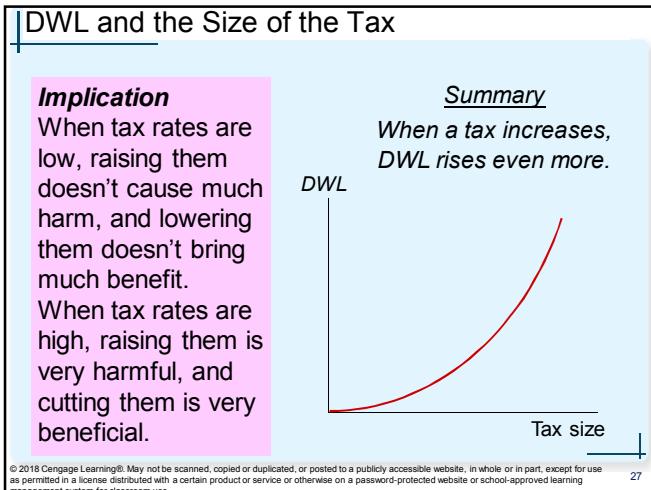 DWL and the Size of the Tax
Implication
When tax rates are
low, raising them
doesn't cause much
harm, and lowering
them doesn't bring
much benefit.
When tax rates are
high, raising them is
very harmful, and
cutting them is very
beneficial.
Summary
When a tax increases,
DWL rises even more.
DWL
Tax size
© 2018 Cengage Learning®. May not be scanned, copied or duplicated, or posted to a publicly accessible website, in whole or in part, except for use
as permitted in a license distributed with a certain product or service or otherwise on a password-protected website or school-approved learning
management system for classroom use.
27